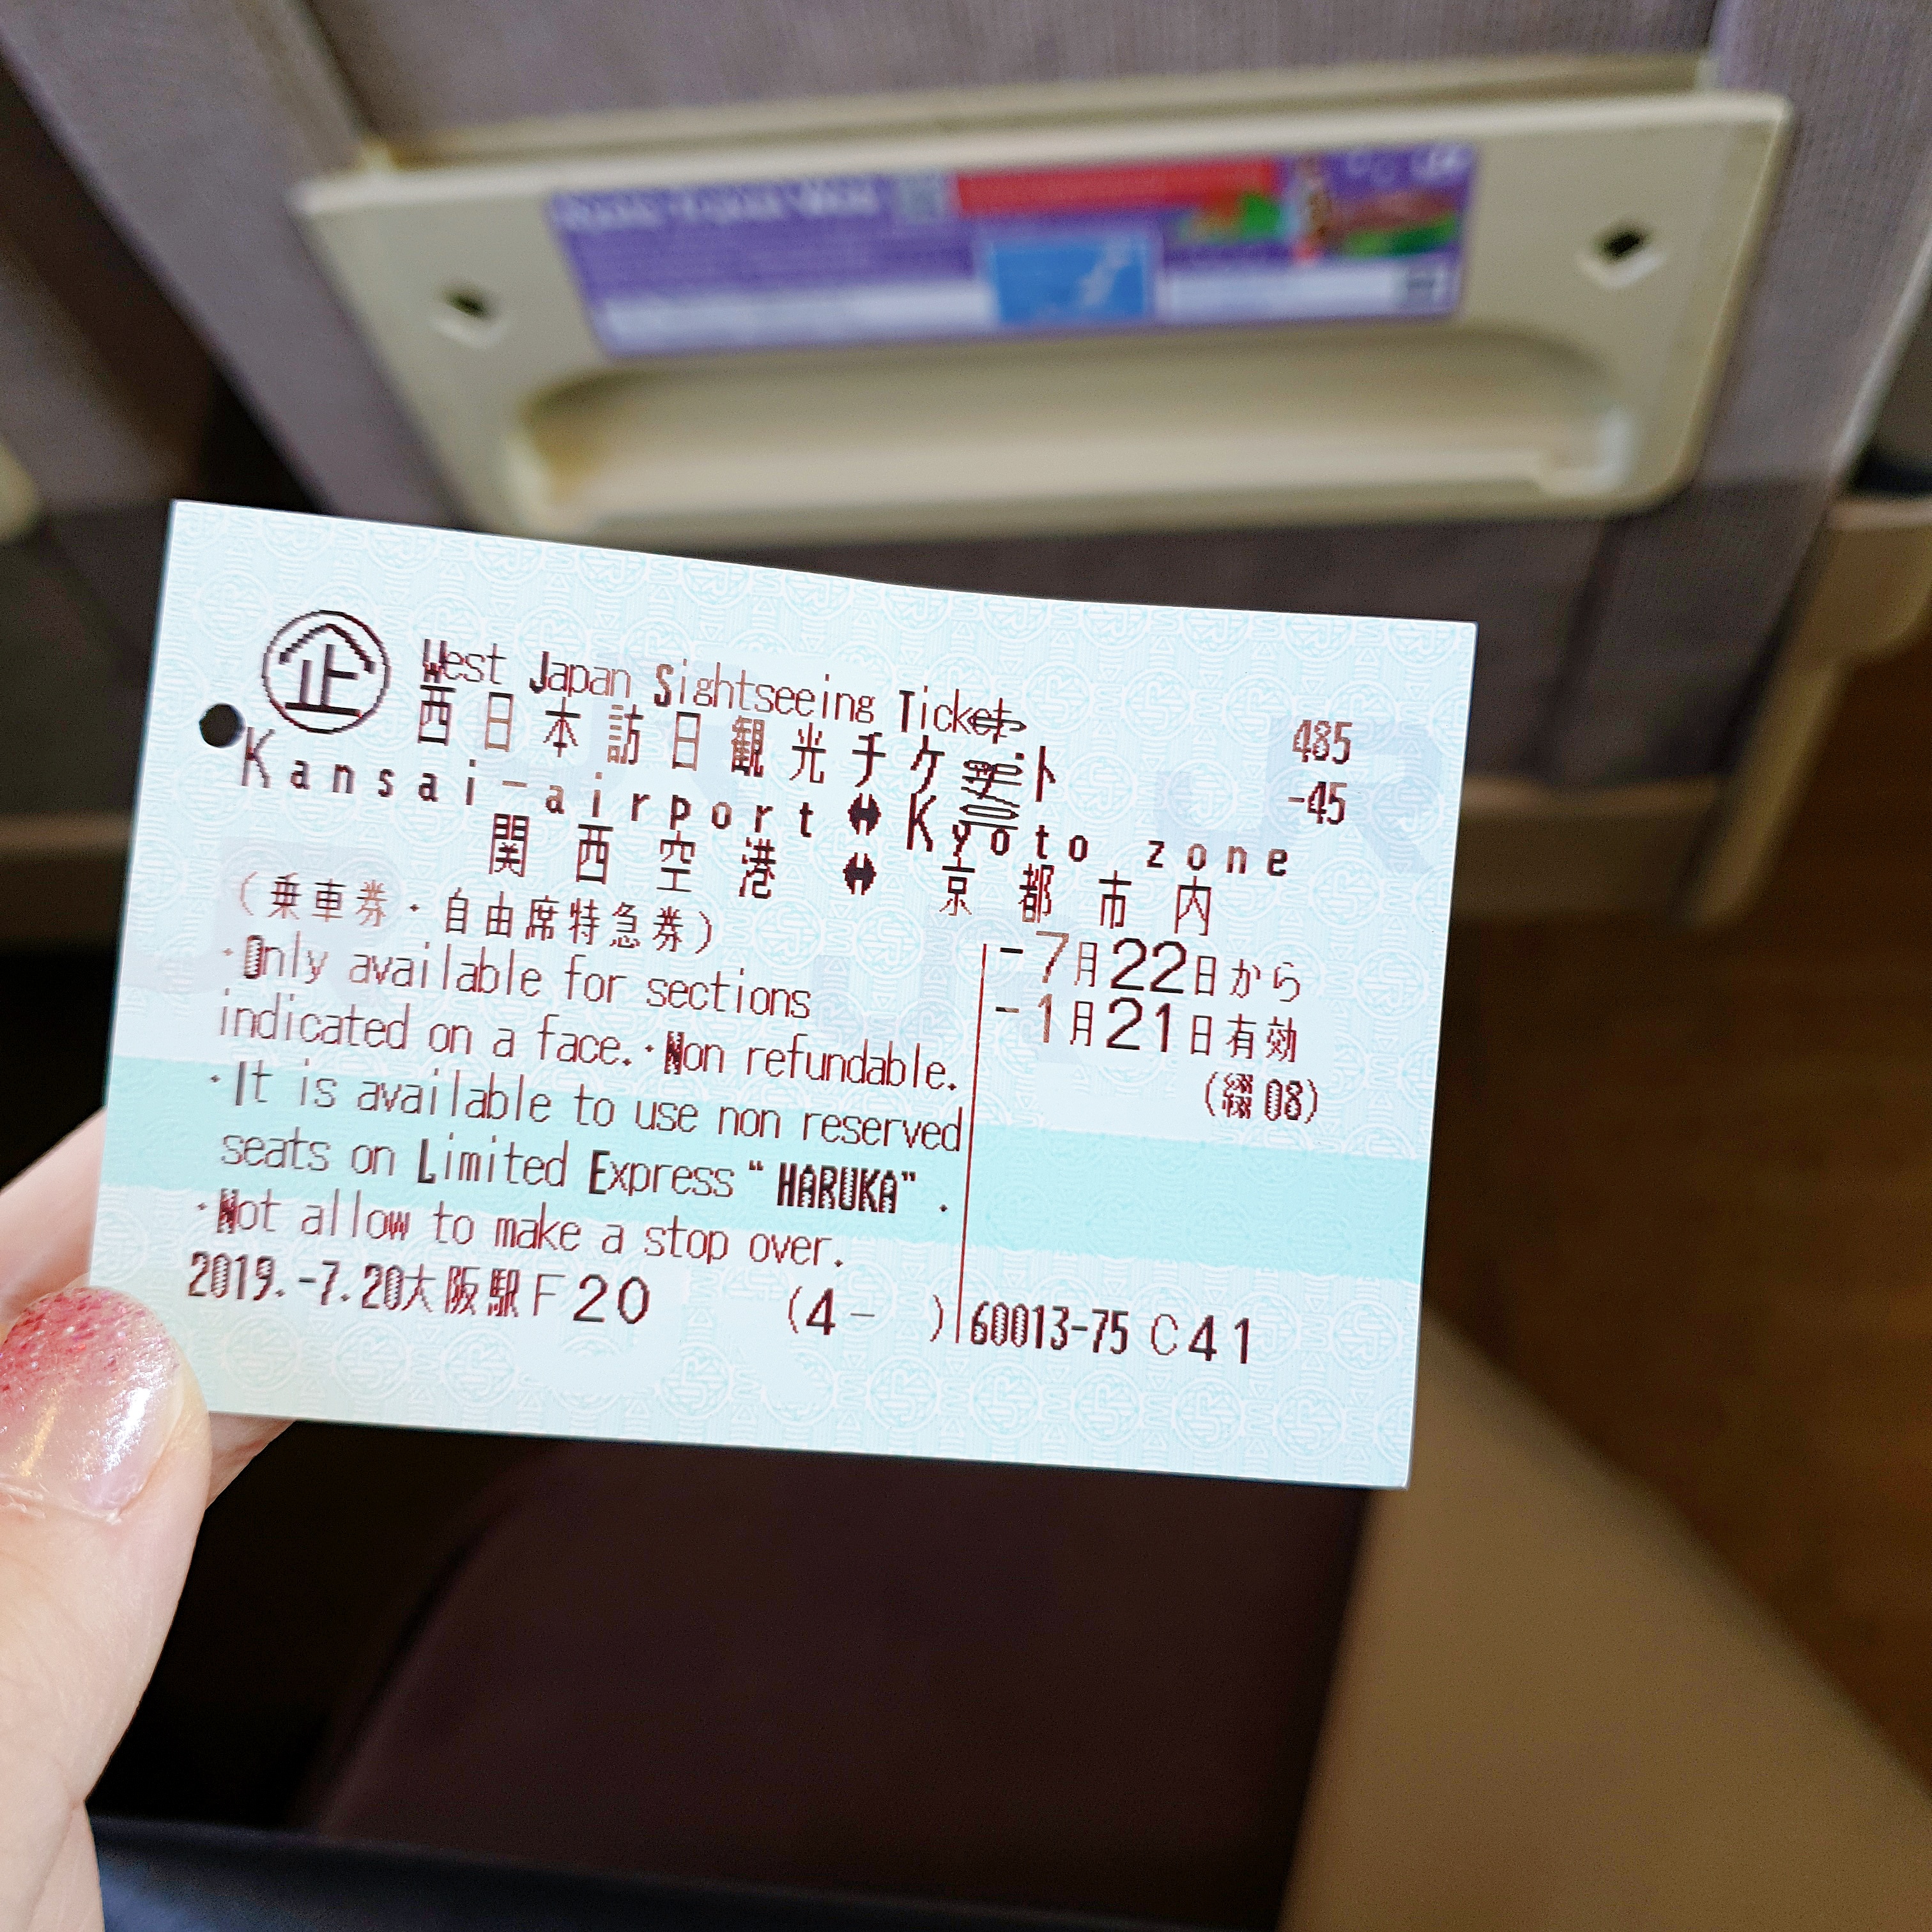 企 West Japan Sightseeing Ticket
西日本訪日観光チケット 485
Kansai-airport ⇔ Kyoto zone -45
関西空港 ⇔ 京都市内
(乗車券・自由席特急券)
・Only available for sections
indicated on a face.・Non refundable.
・It is available to use non reserved
seats on Limited Express “HARUKA”.
・Not allow to make a stop over.
-7月22日から
-1月21日有効
(綴08)
2019.-7.20大阪駅F20 (4- ) 60013-75 C41